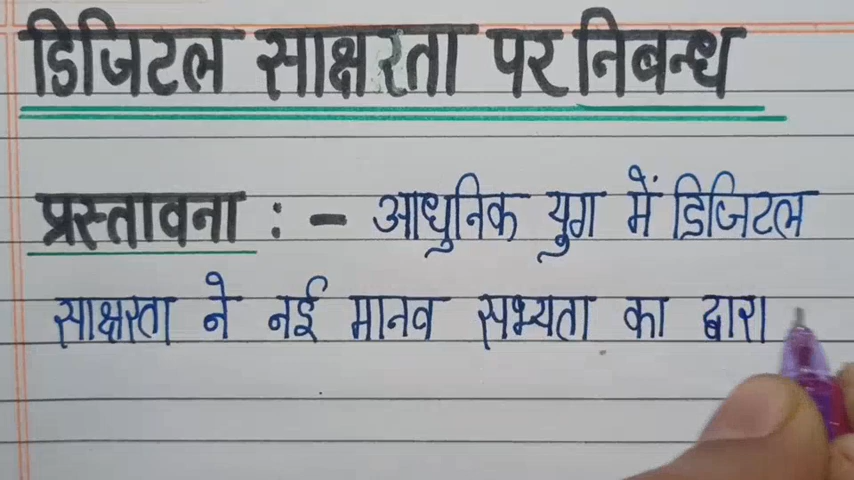 डिजिटल साक्षरता पर निबन्ध
प्रस्तावना : - आधुनिक युग में डिजिटल
साक्षरता ने नई मानव सभ्यता का द्वारा